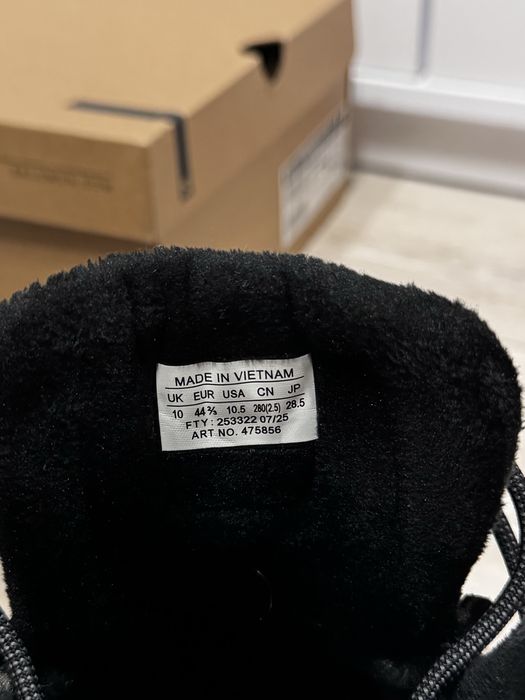 MADE IN VIETNAM
UK EUR USA CN JP
10 44⅔ 10.5 280(2.5) 28.5
FTY: 253322 07/25
ART NO. 475856